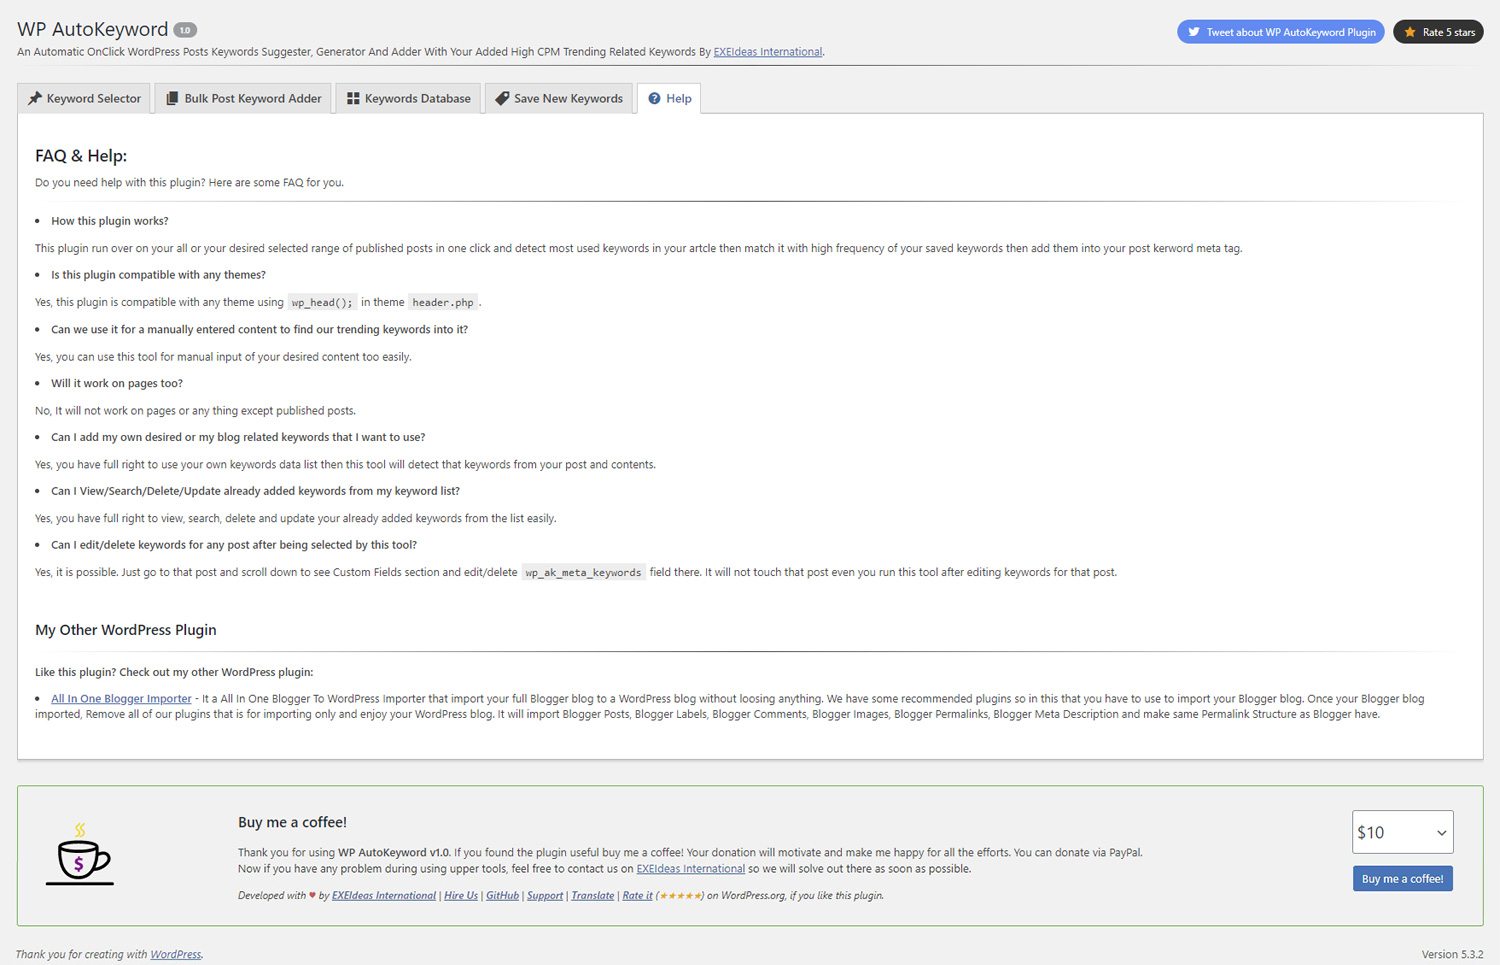 WP AutoKeyword 1.0
Tweet about WP AutoKeyword Plugin
Rate 5 stars
An Automatic OnClick WordPress Posts Keywords Suggester, Generator And Adder With Your Added High CPM Trending Related Keywords By EXEIdeas International.
Keyword Selector
Bulk Post Keyword Adder
Keywords Database
Save New Keywords
Help
FAQ & Help:
Do you need help with this plugin? Here are some FAQ for you.
• How this plugin works?
This plugin run over on your all or your desired selected range of published posts in one click and detect most used keywords in your artcle then match it with high frequency of your saved keywords then add them into your post kerword meta tag.
• Is this plugin compatible with any themes?
Yes, this plugin is compatible with any theme using wp_head(); in theme header.php .
• Can we use it for a manually entered content to find our trending keywords into it?
Yes, you can use this tool for manual input of your desired content too easily.
• Will it work on pages too?
No, It will not work on pages or any thing except published posts.
• Can I add my own desired or my blog related keywords that I want to use?
Yes, you have full right to use your own keywords data list then this tool will detect that keywords from your post and contents.
• Can I View/Search/Delete/Update already added keywords from my keyword list?
Yes, you have full right to view, search, delete and update your already added keywords from the list easily.
• Can I edit/delete keywords for any post after being selected by this tool?
Yes, it is possible. Just go to that post and scroll down to see Custom Fields section and edit/delete wp_ak_meta_keywords field there. It will not touch that post even you run this tool after editing keywords for that post.
My Other WordPress Plugin
Like this plugin? Check out my other WordPress plugin:
• All In One Blogger Importer - It a All In One Blogger To WordPress Importer that import your full Blogger blog to a WordPress blog without loosing anything. We have some recommended plugins so in this that you have to use to import your Blogger blog. Once your Blogger blog
imported, Remove all of our plugins that is for importing only and enjoy your WordPress blog. It will import Blogger Posts, Blogger Labels, Blogger Comments, Blogger Images, Blogger Permalinks, Blogger Meta Description and make same Permalink Structure as Blogger have.
$
Buy me a coffee!
Thank you for using WP AutoKeyword v1.0. If you found the plugin useful buy me a coffee! Your donation will motivate and make me happy for all the efforts. You can donate via PayPal.
Now if you have any problem during using upper tools, feel free to contact us on EXEIdeas International so we will solve out there as soon as possible.
Developed with ♥ by EXEIdeas International | Hire Us | GitHub | Support | Translate | Rate it (★★★★★) on WordPress.org, if you like this plugin.
$10
Buy me a coffee!
Thank you for creating with WordPress.
Version 5.3.2